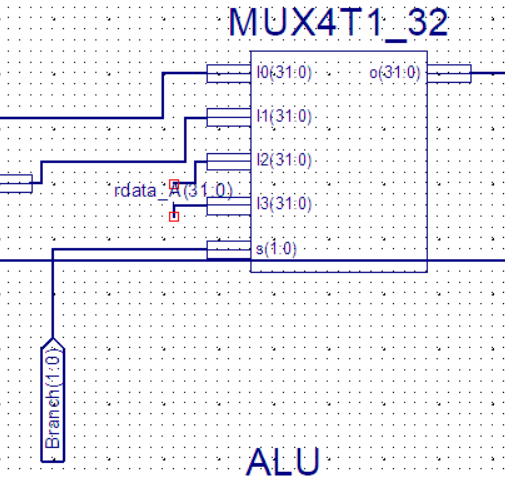 MUX4T1_32
I0(31:0) o(31:0)
I1(31:0)
I2(31:0)
rdata_A(31:0)
I3(31:0)
s(1:0)
Branch(1:0)
ALU